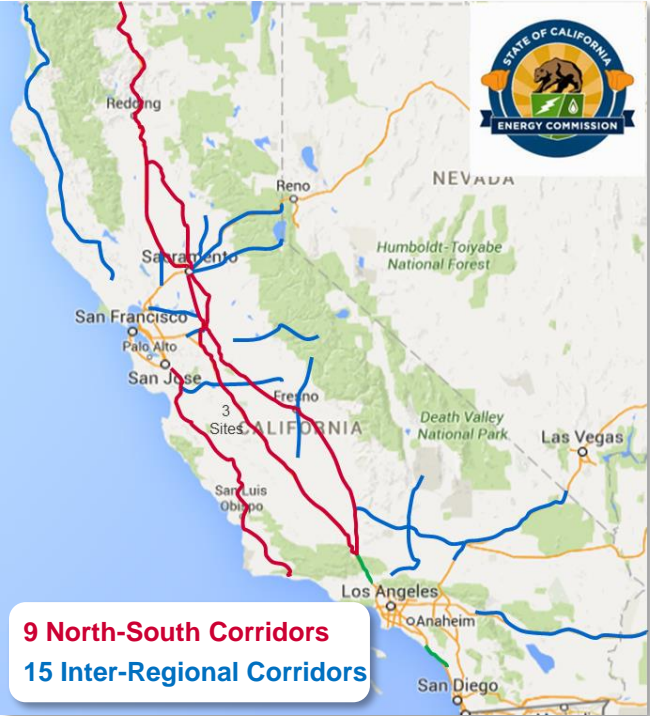 STATE OF CALIFORNIA
ENERGY COMMISSION
Redding
NEVADA
Reno
Humboldt-Toiyabe
National Forest
Sacramento
San Francisco
Palo Alto
San Jose
Fresno
3
Sites
CALIFORNIA
Death Valley
National Park
Las Vegas
San Luis
Obispo
Los Angeles
Anaheim
San Diego
9 North-South Corridors
15 Inter-Regional Corridors